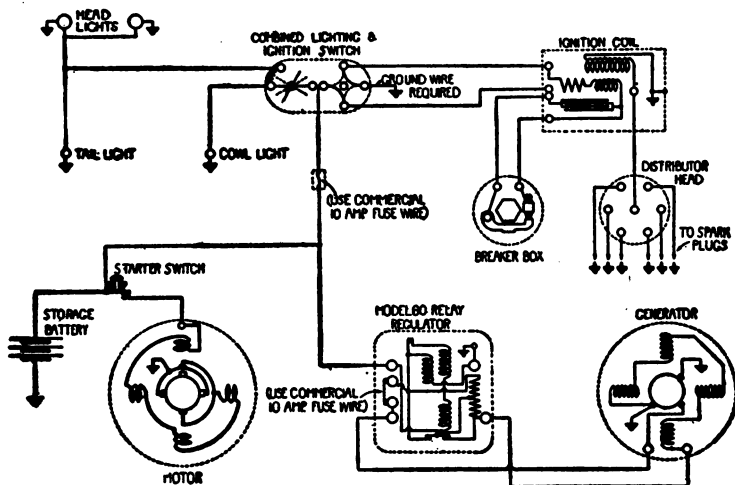 HEAD
LIGHTS
COMBINED LIGHTING &
IGNITION SWITCH
IGNITION COIL
GROUND WIRE
REQUIRED
TAIL LIGHT
COWL LIGHT
DISTRIBUTOR
HEAD
(USE COMMERCIAL
10 AMP FUSE WIRE)
BREAKER BOX
TO SPARK
PLUGS
STARTER SWITCH
STORAGE
BATTERY
MODEL 80 RELAY
REGULATOR
GENERATOR
(USE COMMERCIAL
10 AMP FUSE WIRE)
MOTOR